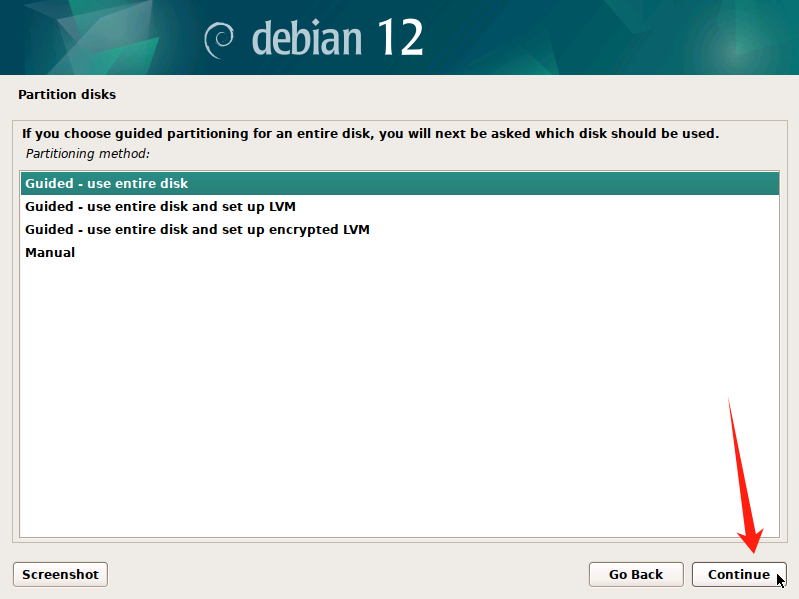 debian 12
Partition disks
If you choose guided partitioning for an entire disk, you will next be asked which disk should be used.
Partitioning method:
Guided - use entire disk
Guided - use entire disk and set up LVM
Guided - use entire disk and set up encrypted LVM
Manual
Screenshot
Go Back
Continue